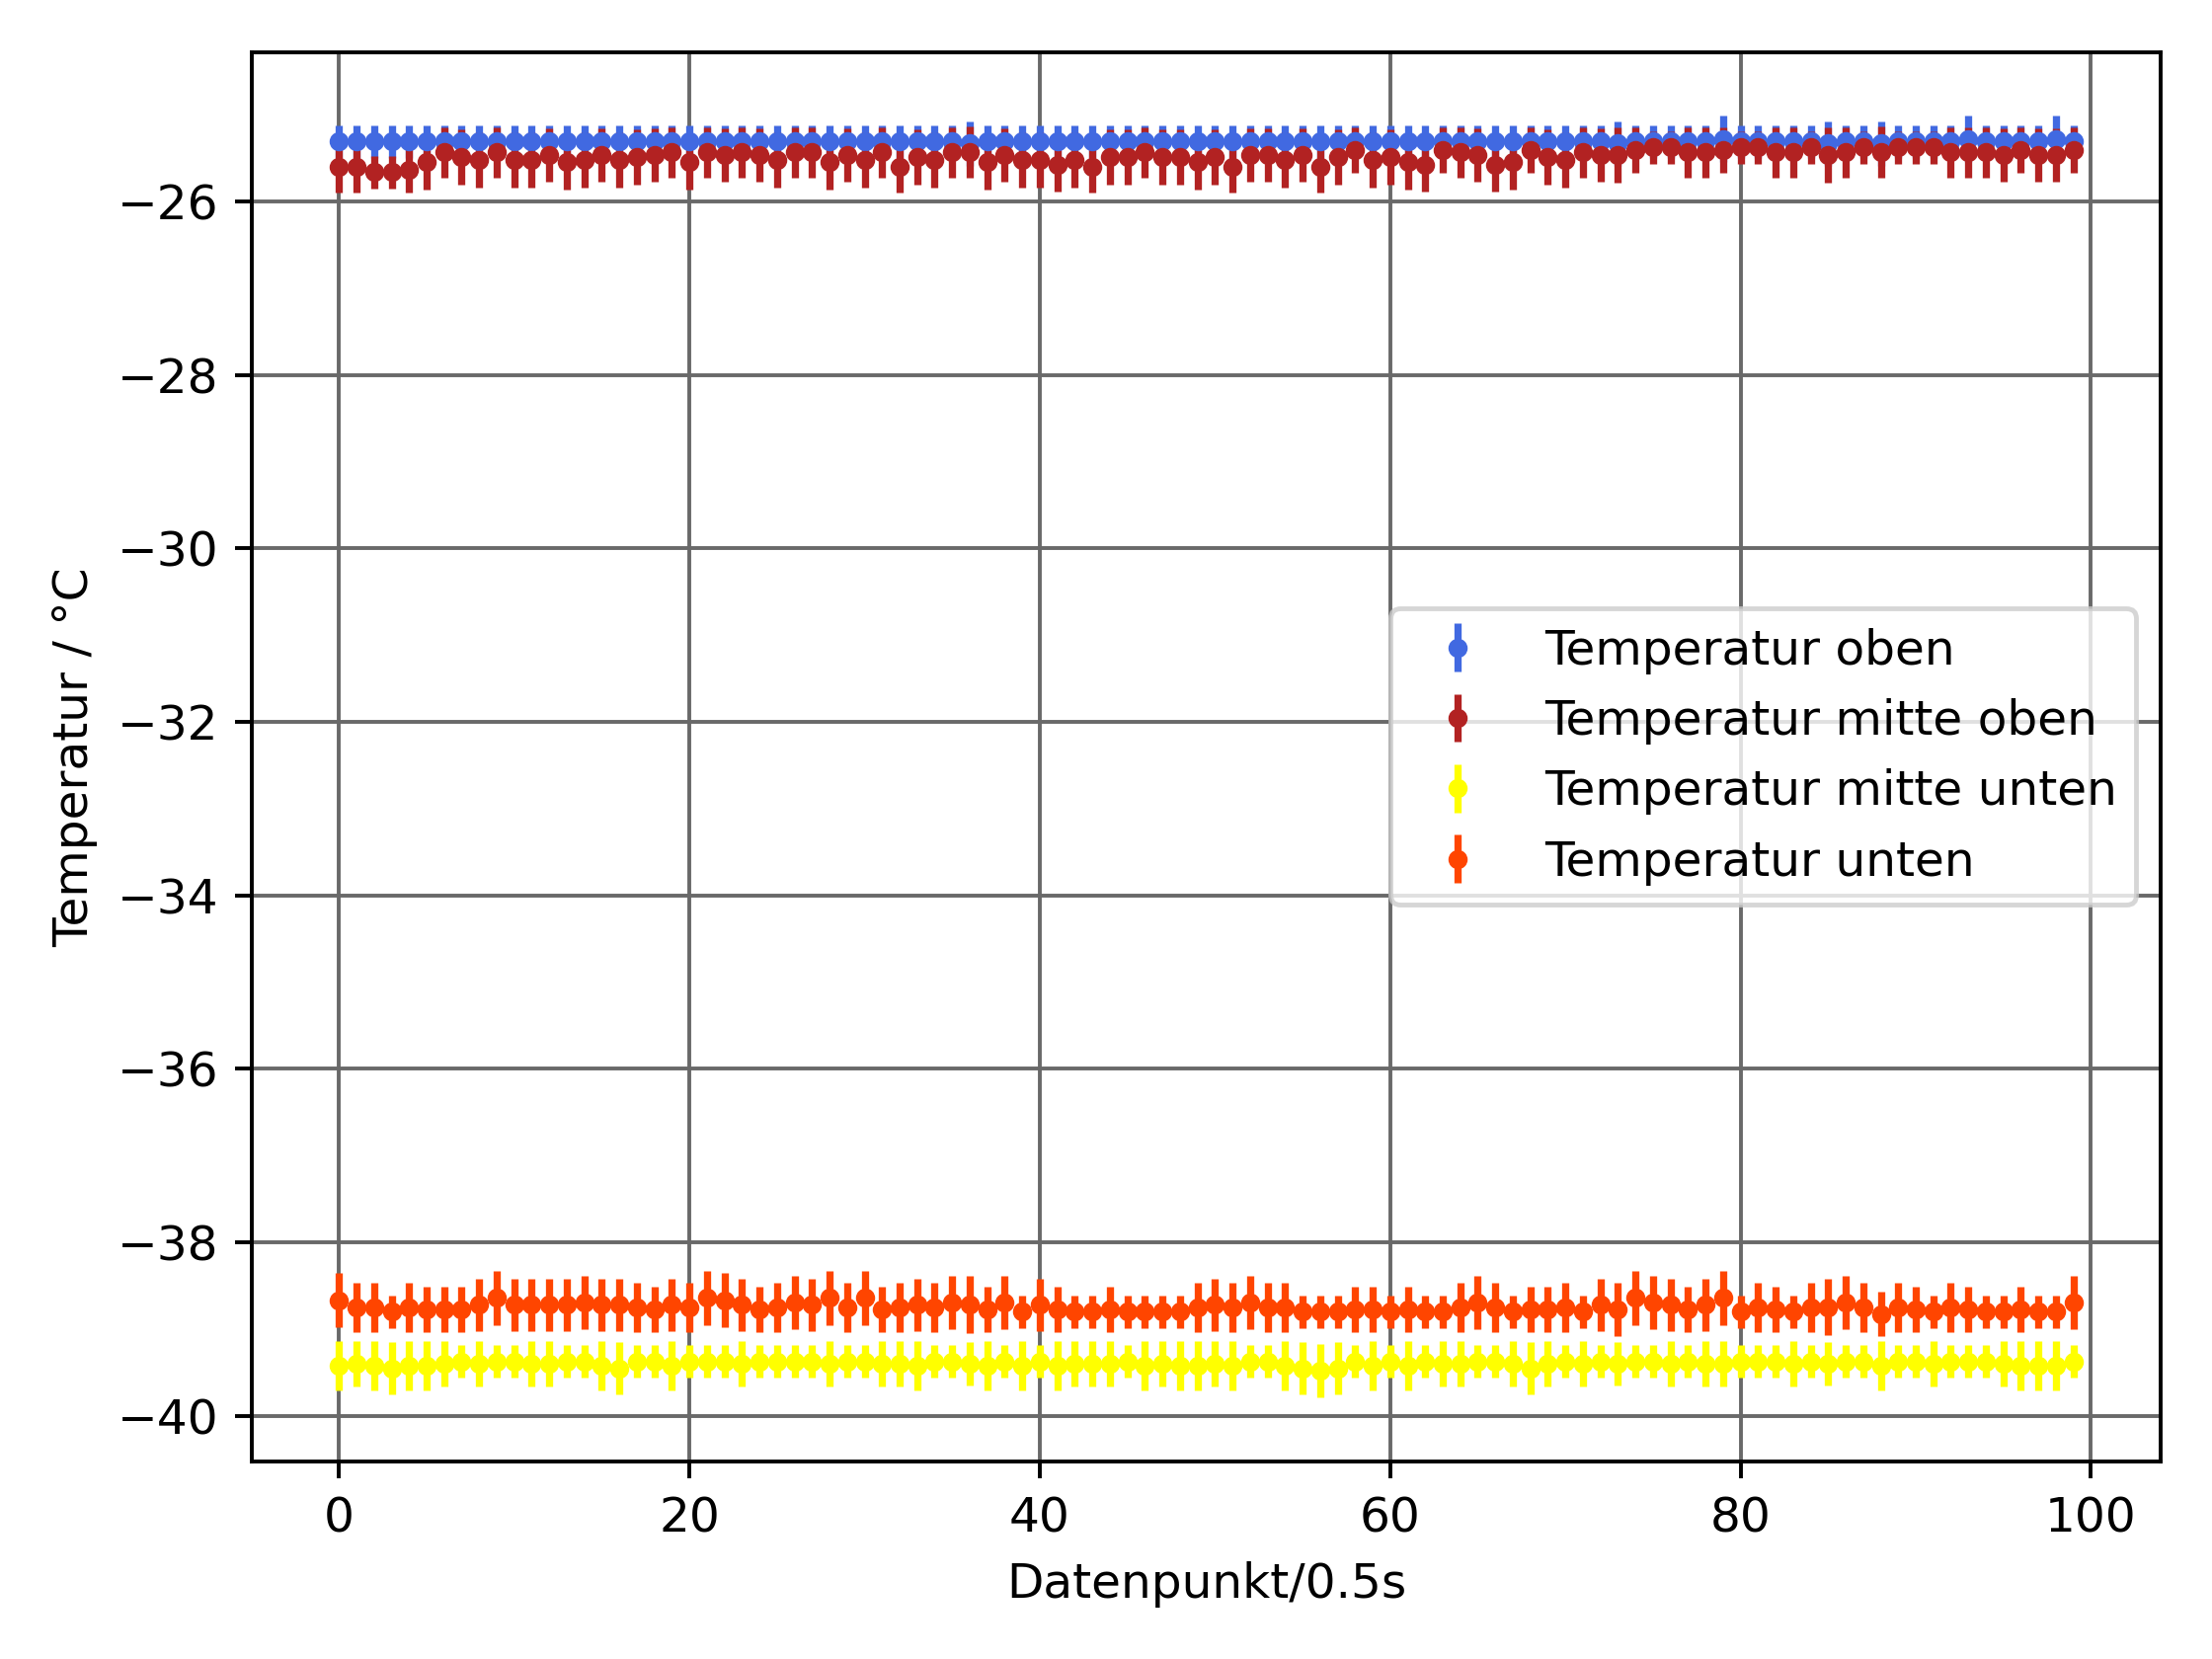 −26
−28
−30
−32
−34
−36
−38
−40
Temperatur / °C
Temperatur oben
Temperatur mitte oben
Temperatur mitte unten
Temperatur unten
0 20 40 60 80 100
Datenpunkt/0.5s